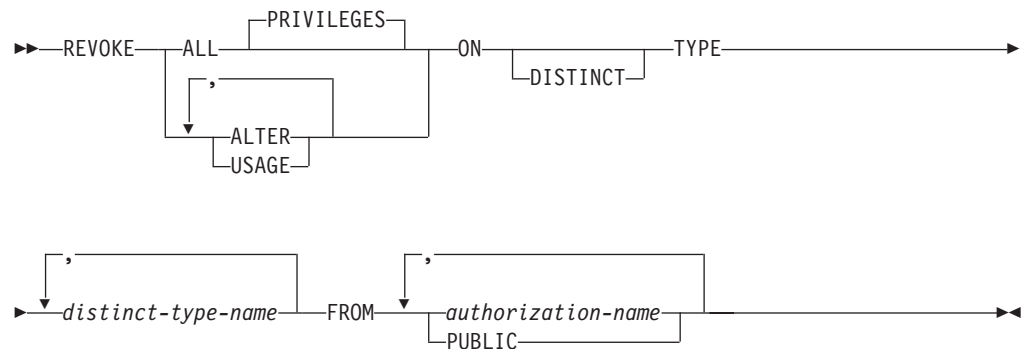 PRIVILEGES
REVOKE ALL ON TYPE
DISTINCT
,
ALTER
USAGE
, ,
distinct-type-name FROM authorization-name
PUBLIC